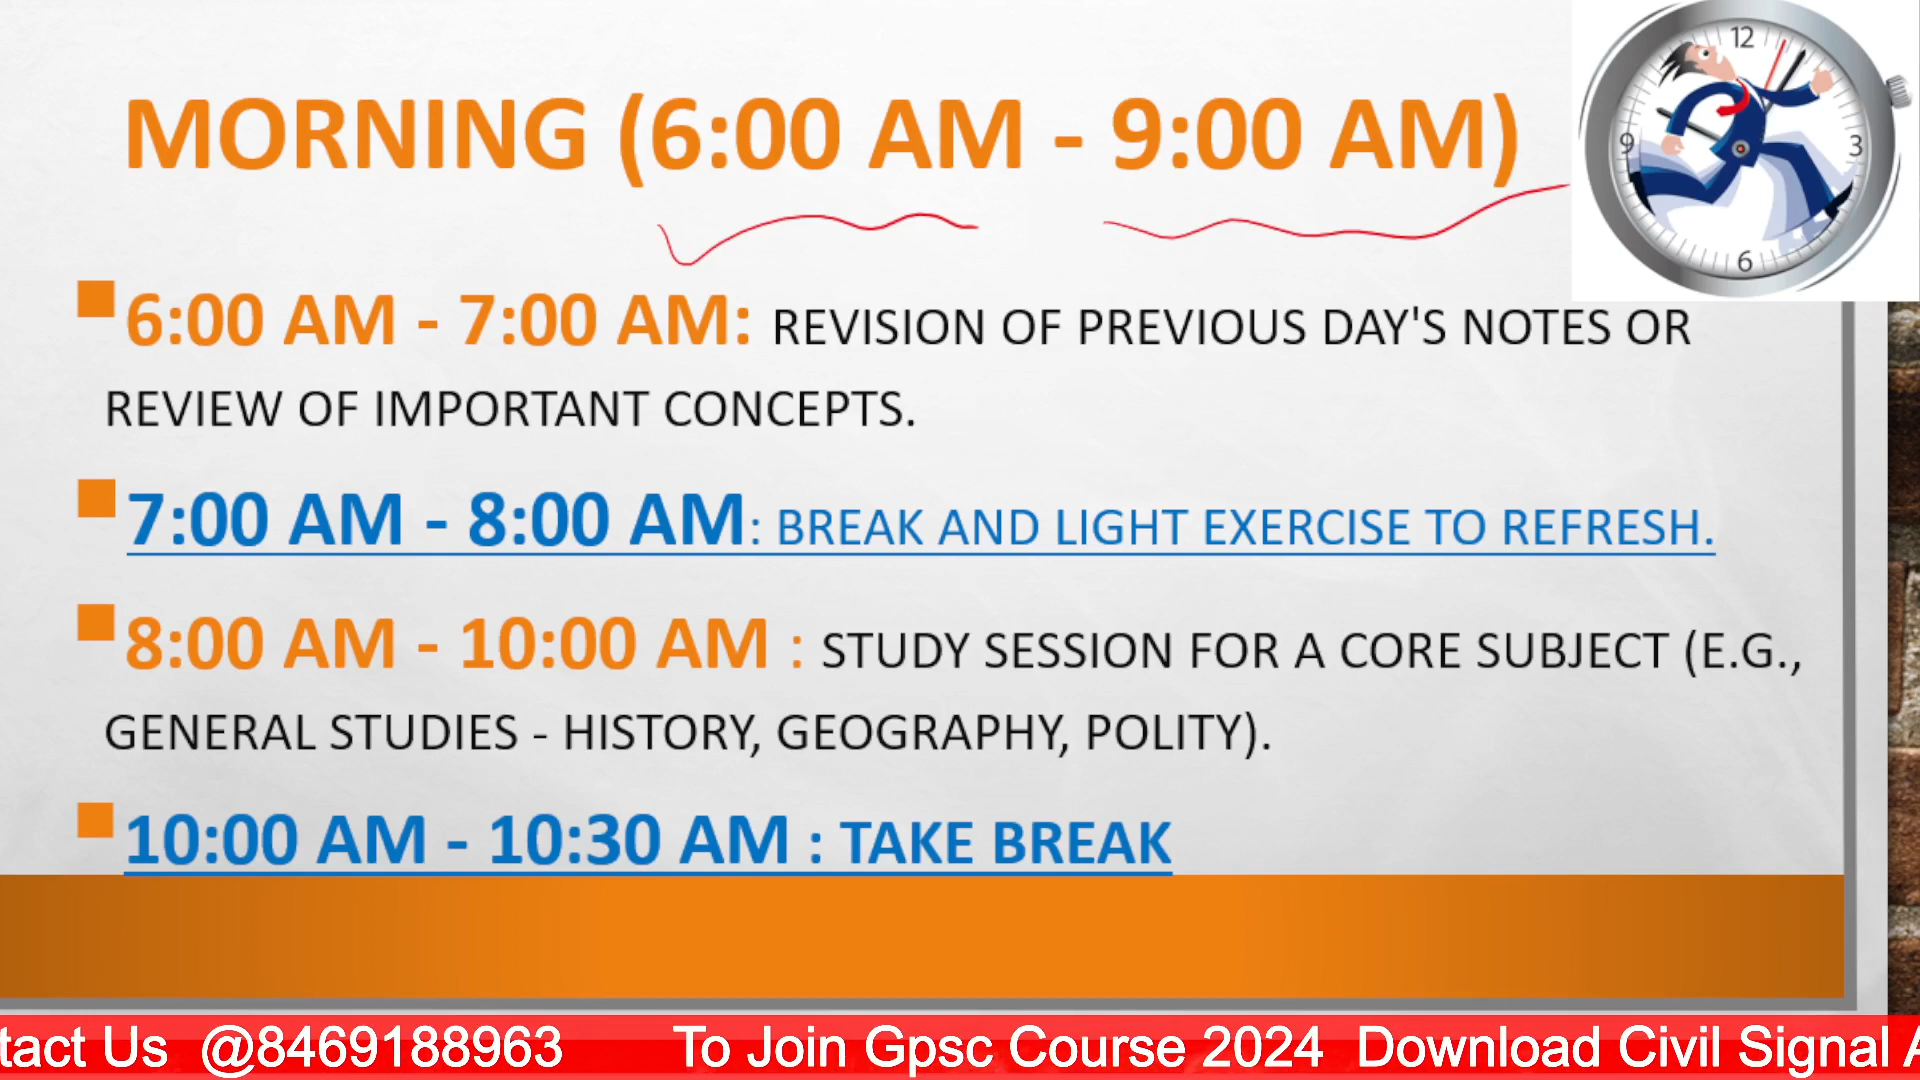 MORNING (6:00 AM - 9:00 AM)
12
9
3
6
6:00 AM - 7:00 AM: REVISION OF PREVIOUS DAY'S NOTES OR
REVIEW OF IMPORTANT CONCEPTS.
7:00 AM - 8:00 AM: BREAK AND LIGHT EXERCISE TO REFRESH.
8:00 AM - 10:00 AM : STUDY SESSION FOR A CORE SUBJECT (E.G.,
GENERAL STUDIES - HISTORY, GEOGRAPHY, POLITY).
10:00 AM - 10:30 AM : TAKE BREAK
tact Us @8469188963 To Join Gpsc Course 2024 Download Civil Signal A